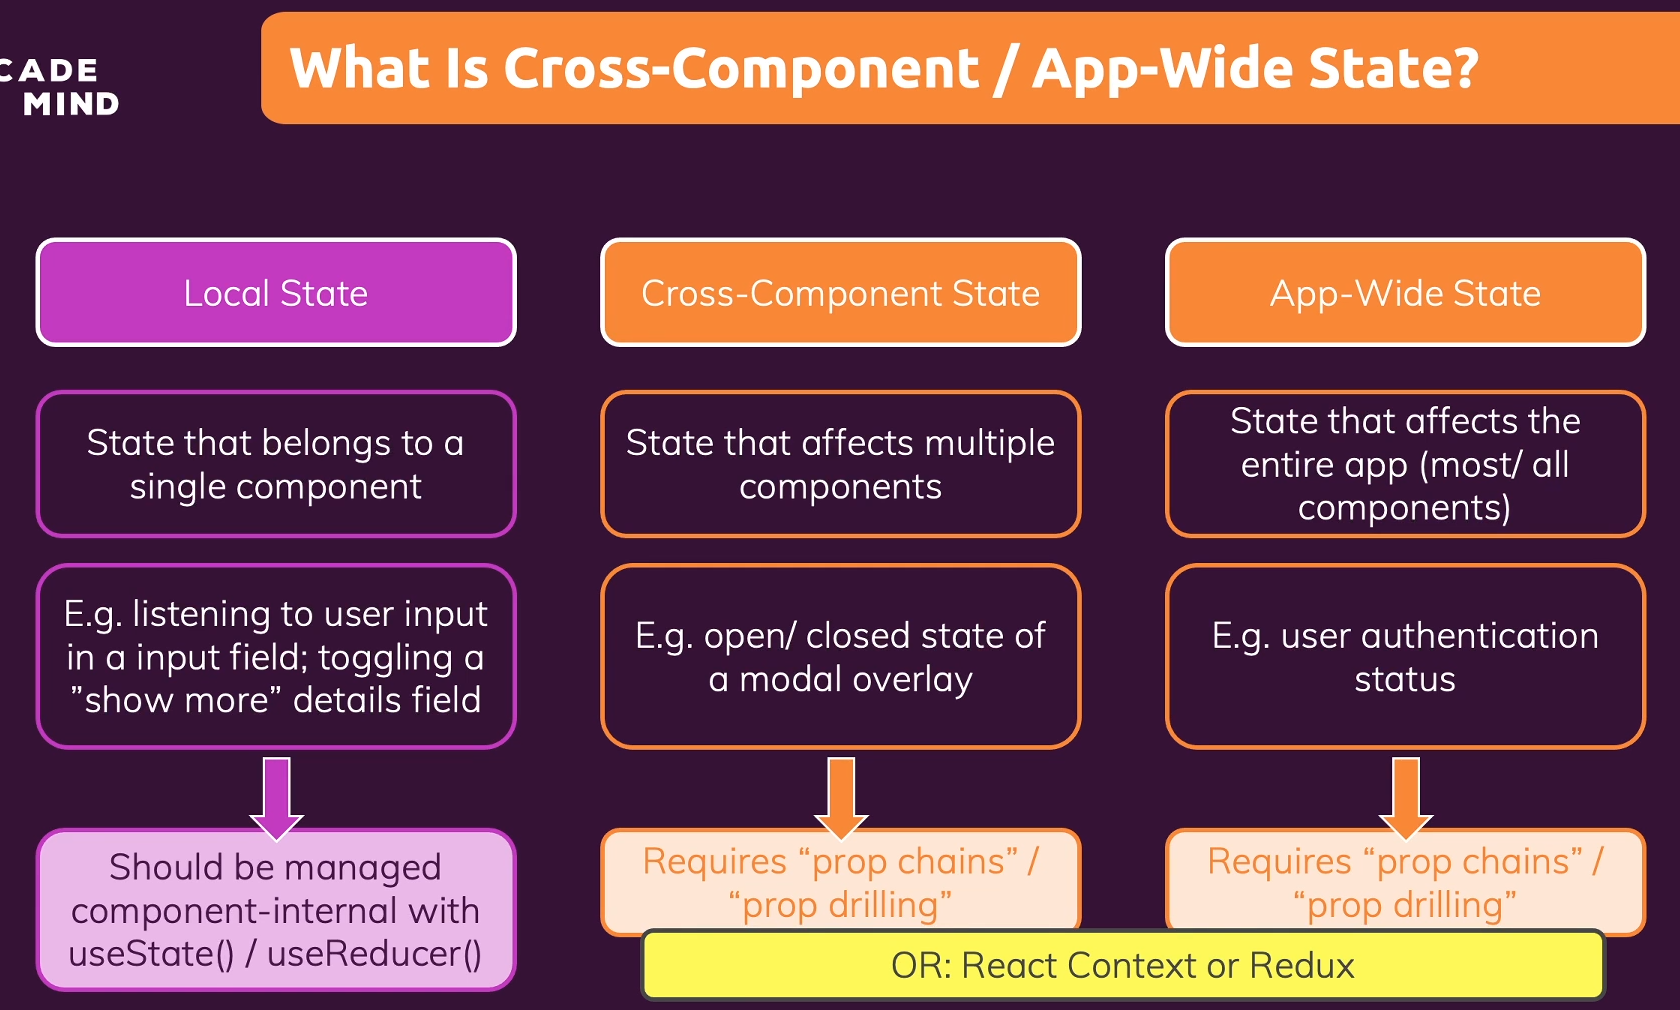 CADE
MIND
What Is Cross-Component / App-Wide State?
Local State
Cross-Component State
App-Wide State
State that belongs to a
single component
State that affects multiple
components
State that affects the
entire app (most/ all
components)
E.g. listening to user input
in a input field; toggling a
”show more” details field
E.g. open/ closed state of
a modal overlay
E.g. user authentication
status
Should be managed
component-internal with
useState() / useReducer()
Requires “prop chains” /
“prop drilling”
Requires “prop chains” /
“prop drilling”
OR: React Context or Redux